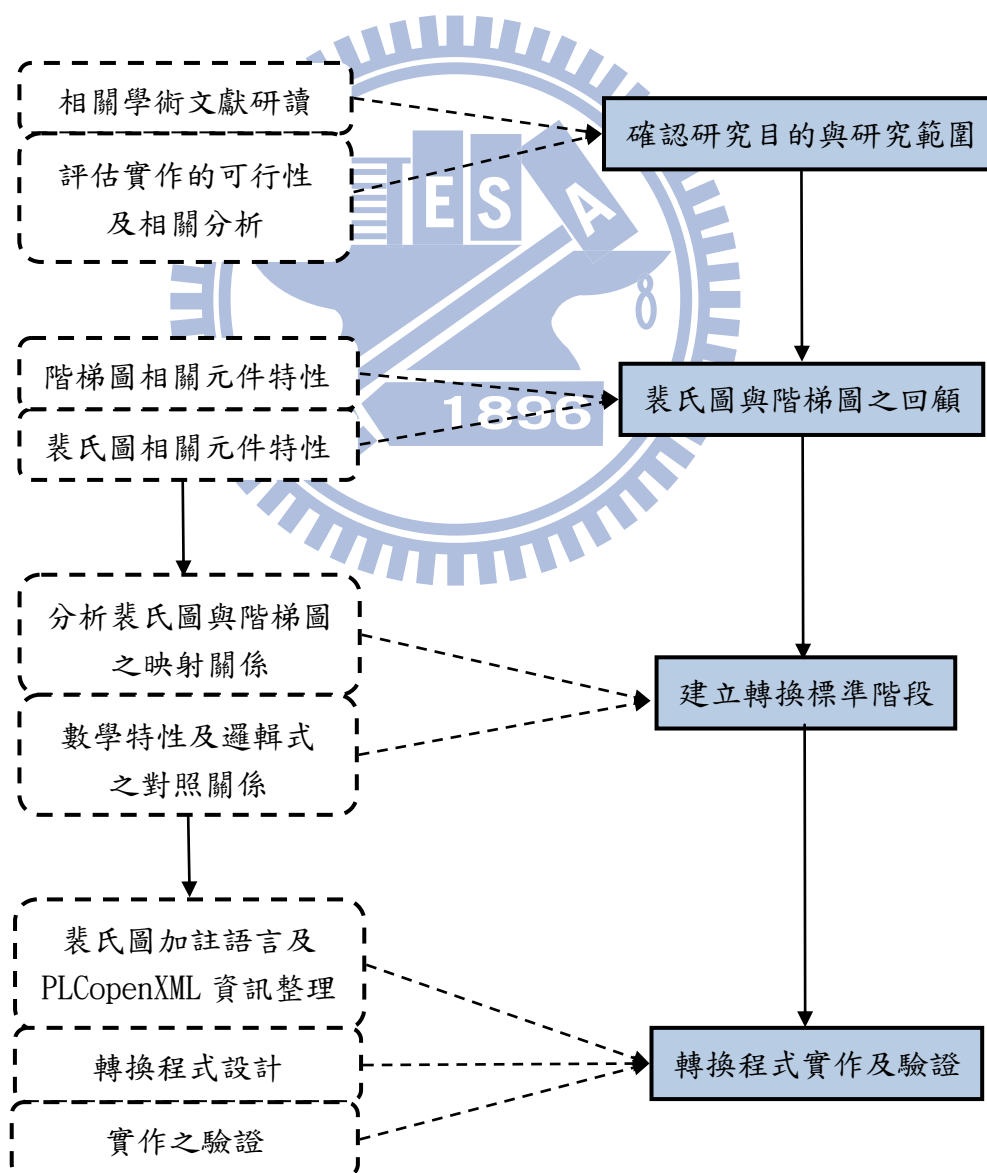 相關學術文獻研讀
評估實作的可行性
及相關分析
確認研究目的與研究範圍
E S A
8
1896
階梯圖相關元件特性
裴氏圖相關元件特性
裴氏圖與階梯圖之回顧
分析裴氏圖與階梯圖
之映射關係
數學特性及邏輯式
之對照關係
建立轉換標準階段
裴氏圖加註語言及
PLCopenXML 資訊整理
轉換程式設計
實作之驗證
轉換程式實作及驗證